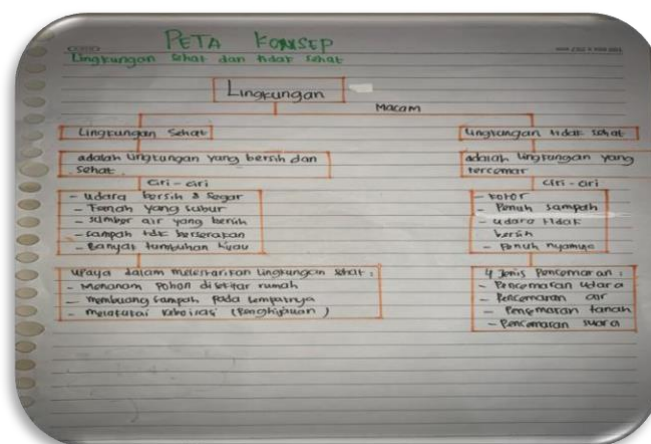 PETA KONSEP
Lingkungan Sehat dan tidak sehat
Lingkungan
Macam
Lingkungan Sehat
adalah lingkungan yang bersih dan
sehat.
Ciri-ciri
- udara bersih & segar
- Tanah yang subur
- sumber air yang bersih
- sampah tdk berserakan
- Banyak tumbuhan hijau
upaya dalam melestarikan lingkungan sehat :
- Menanam pohon disekitar rumah
- membuang sampah pada tempatnya
- melakukan (Penghijauan)
lingkungan tidak sehat
adalah lingkungan yang
tercemar
ciri-ciri
- kotor
- Penuh sampah
- udara tidak
bersih
- penuh nyamuk
4 Jenis Pencemaran :
- Pencemaran udara
- Pencemaran air
- Pencemaran tanah
- Pencemaran suara